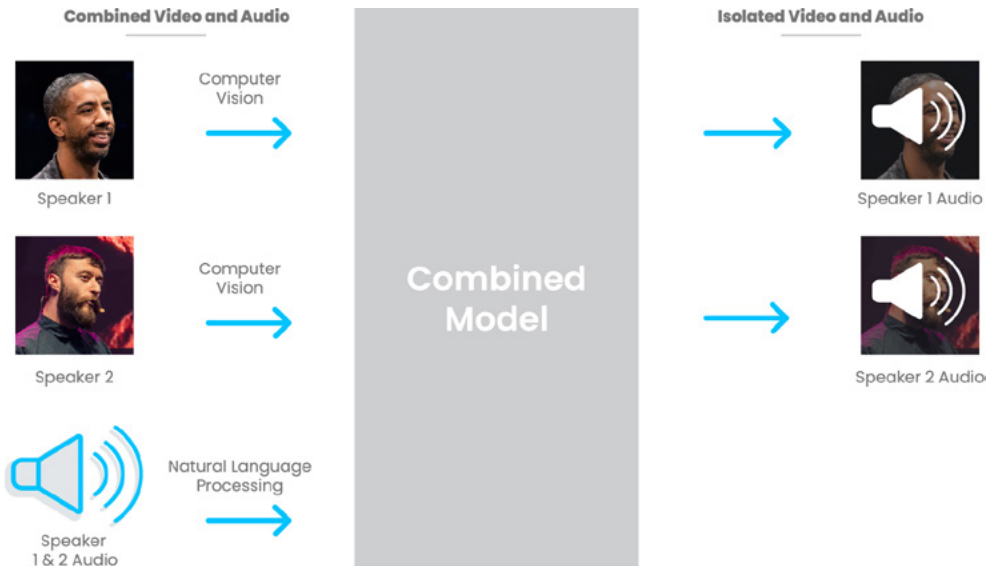 Combined Video and Audio
Isolated Video and Audio
Computer
Vision
Speaker 1
Speaker 1 Audio
Computer
Vision
Combined
Model
Speaker 2
Speaker 2 Audio
Natural Language
Processing
Speaker
1 & 2 Audio